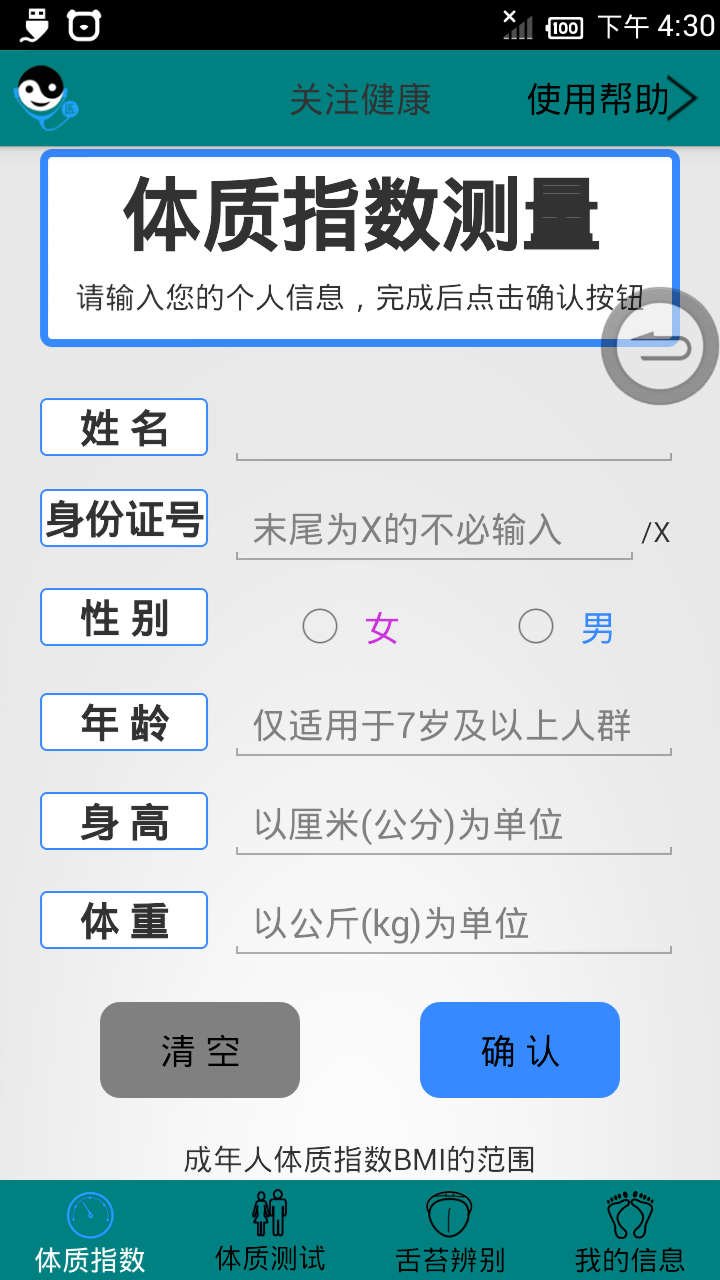 100 下午 4:30
关注健康 使用帮助
体质指数测量
请输入您的个人信息，完成后点击确认按钮
姓 名
身份证号 末尾为X的不必输入 /X
性 别 女 男
年 龄 仅适用于7岁及以上人群
身 高 以厘米(公分)为单位
体 重 以公斤(kg)为单位
清 空 确 认
成年人体质指数BMI的范围
体质指数 体质测试 舌苔辨别 我的信息